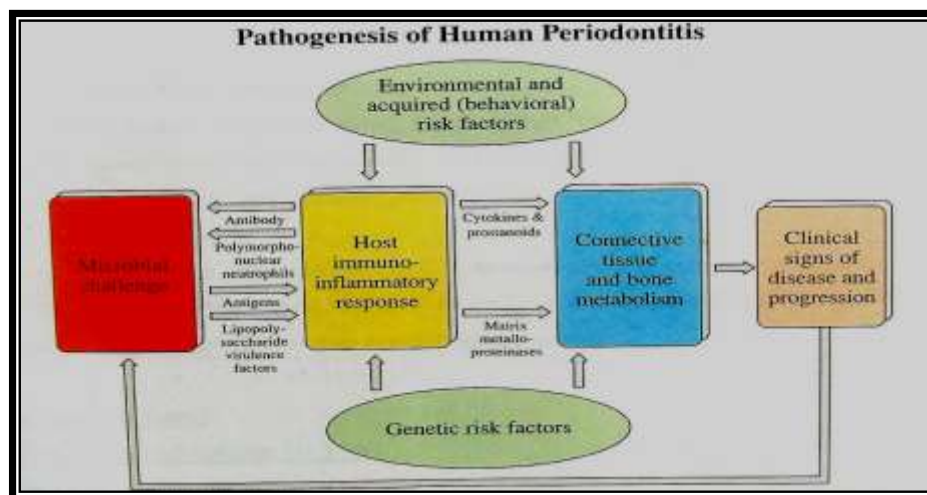 Pathogenesis of Human Periodontitis
Environmental and
acquired (behavioral)
risk factors
Microbial
challenge
Antibody
Polymorpho-
nuclear
neutrophils
Antigens
Lipopoly-
saccharide
virulence
factors
Host
immuno-
inflammatory
response
Cytokines &
prostanoids
Matrix
metallo-
proteinases
Connective
tissue
and bone
metabolism
Clinical
signs of
disease and
progression
Genetic risk factors